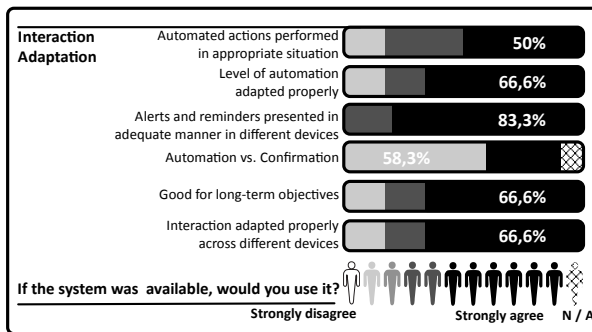 Interaction
Adaptation
Automated actions performed
in appropriate situation
50%
Level of automation
adapted properly
66,6%
Alerts and reminders presented in
adequate manner in different devices
83,3%
Automation vs. Confirmation
58,3%
Good for long-term objectives
66,6%
Interaction adapted properly
across different devices
66,6%
If the system was available, would you use it?
Strongly disagree
Strongly agree
N / A